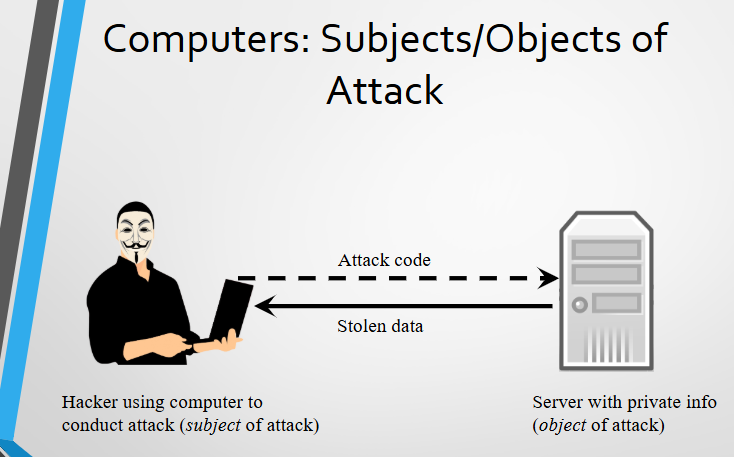 Computers: Subjects/Objects of
Attack
Attack code
Stolen data
Hacker using computer to
conduct attack (subject of attack)
Server with private info
(object of attack)